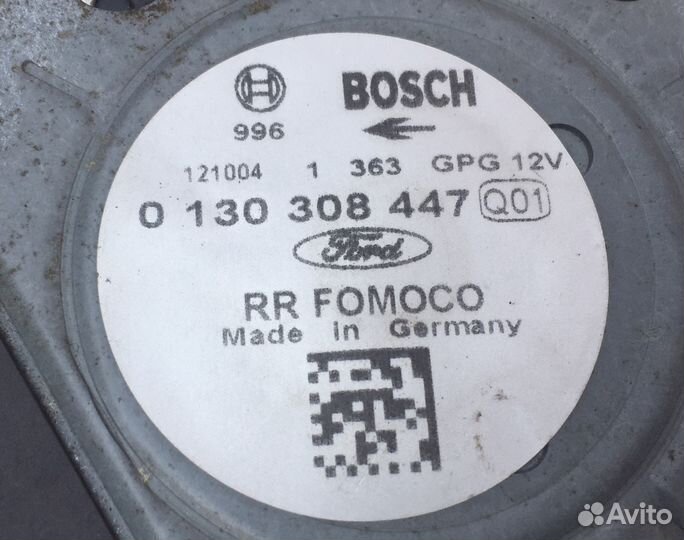 BOSCH
996
121004 1 363 GPG 12V
0 130 308 447 Q01
Ford
RR FOMOCO
Made in Germany
Avito